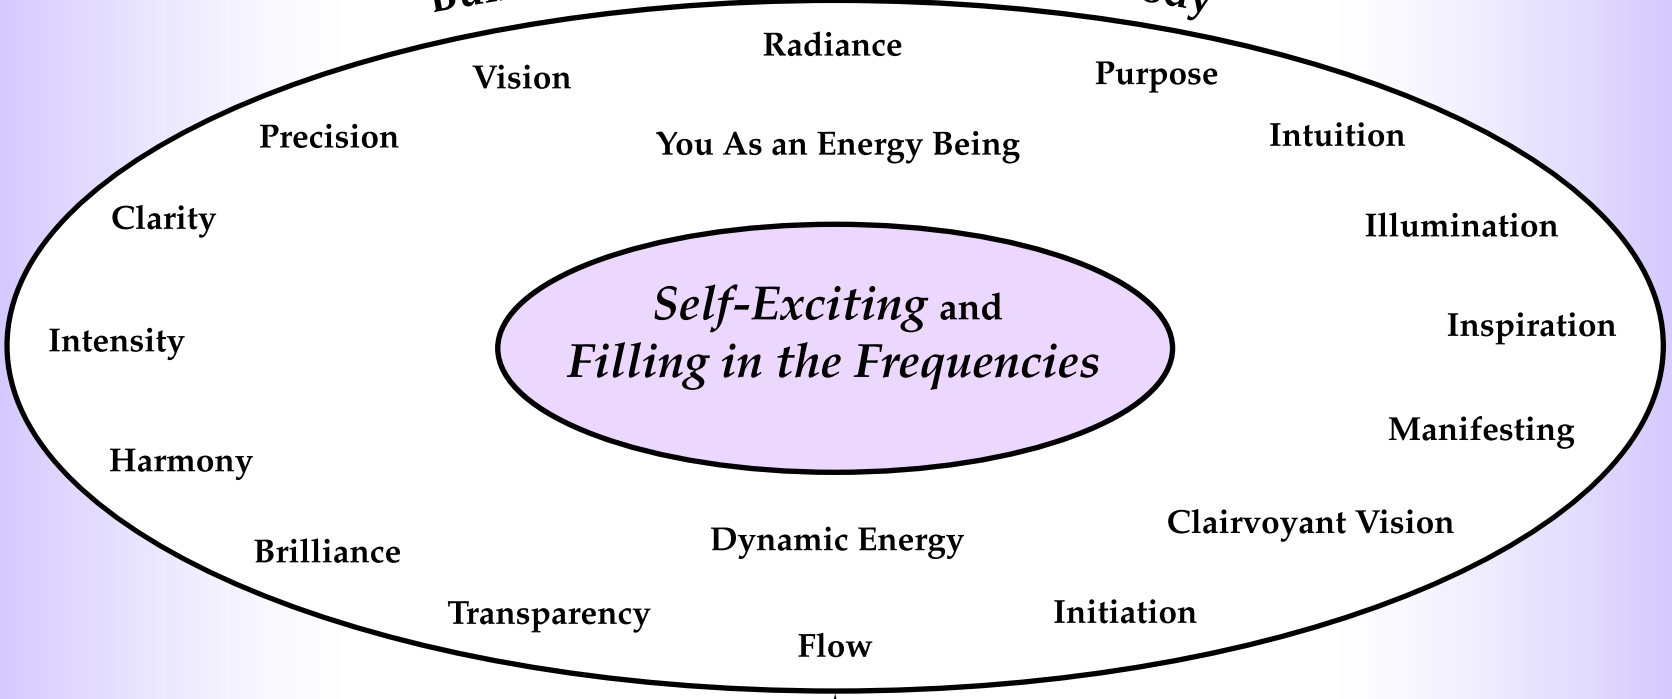 Radiance
Vision
Purpose
Precision
You As an Energy Being
Intuition
Clarity
Illumination
Self-Exciting and
Filling in the Frequencies
Intensity
Inspiration
Manifesting
Harmony
Clairvoyant Vision
Dynamic Energy
Brilliance
Transparency
Initiation
Flow